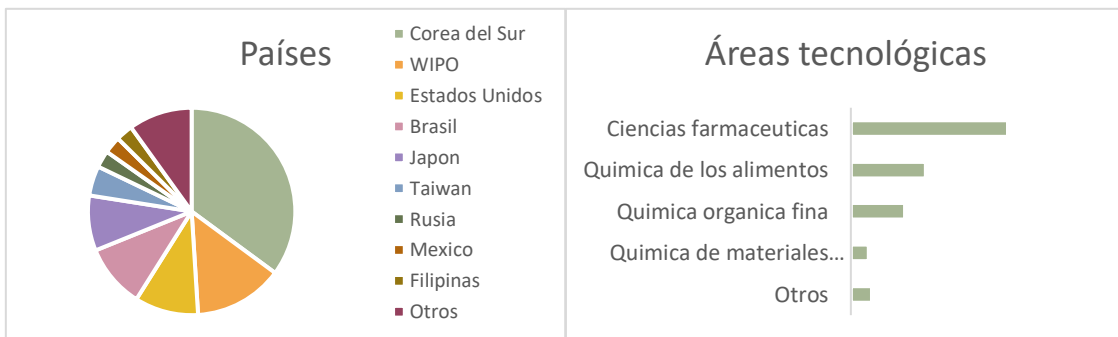 Países
Corea del Sur
WIPO
Estados Unidos
Brasil
Japon
Taiwan
Rusia
Mexico
Filipinas
Otros
Áreas tecnológicas
Ciencias farmaceuticas
Quimica de los alimentos
Quimica organica fina
Quimica de materiales...
Otros